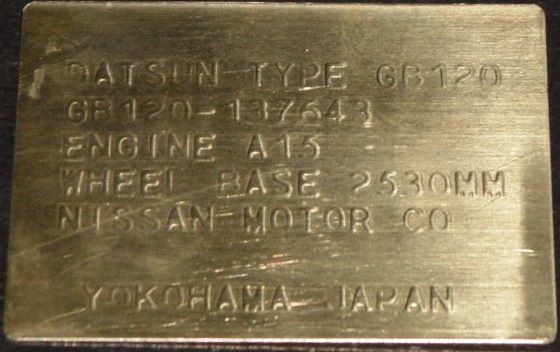 DATSUN TYPE GB120
GB120-137643
ENGINE A15
WHEEL BASE 2530MM
NISSAN MOTOR CO
YOKOHAMA JAPAN